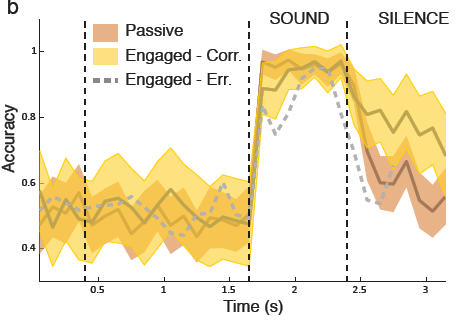 b
SOUND SILENCE
Passive
Engaged - Corr.
Engaged - Err.
Accuracy
1
0.8
0.6
0.4
0.5 1 1.5 2 2.5 3
Time (s)